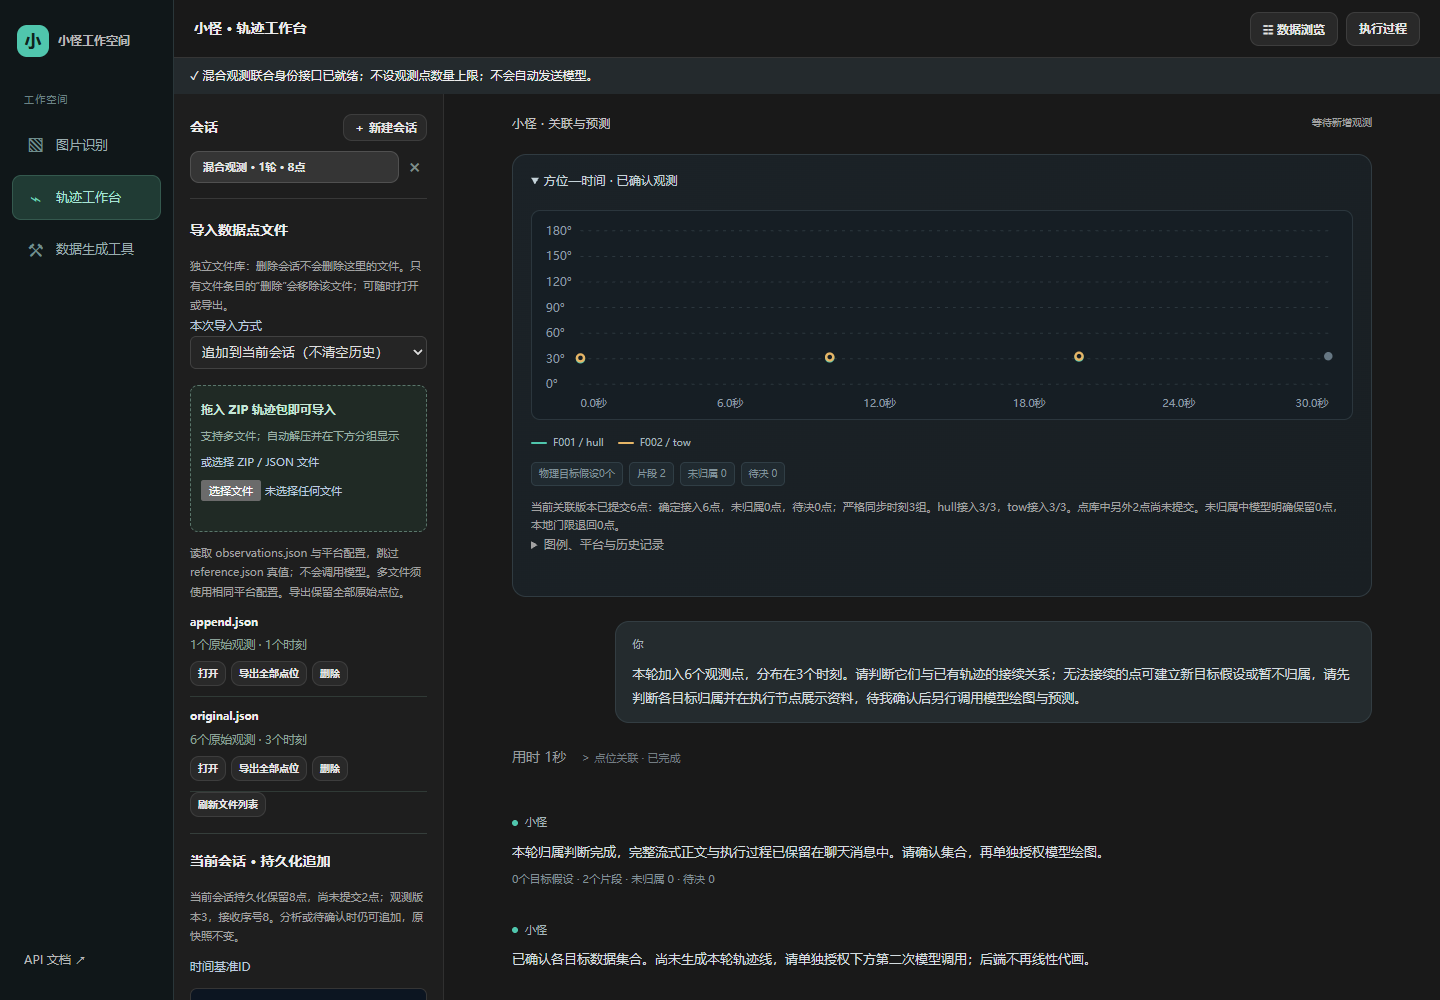 小 小怪工作空间
工作空间
图片识别
轨迹工作台
数据生成工具
API 文档 ↗
小怪 • 轨迹工作台
☷ 数据浏览
执行过程
✓ 混合观测联合身份接口已就绪；不设观测点数量上限；不会自动发送模型。
会话
+ 新建会话
混合观测 • 1轮 • 8点
×
导入数据点文件
独立文件库：删除会话不会删除这里的文件。只
有文件条目的“删除”会移除该文件；可随时打开
或导出。
本次导入方式
追加到当前会话（不清空历史）
拖入 ZIP 轨迹包即可导入
支持多文件；自动解压并在下方分组显示
或选择 ZIP / JSON 文件
选择文件 未选择任何文件
读取 observations.json 与平台配置，跳过
reference.json 真值；不会调用模型。多文件须
使用相同平台配置。导出保留全部原始点位。
append.json
1个原始观测 · 1个时刻
打开 导出全部点位 删除
original.json
6个原始观测 · 3个时刻
打开 导出全部点位 删除
刷新文件列表
当前会话 • 持久化追加
当前会话持久化保留8点，尚未提交2点；观测版
本3，接收序号8。分析或待确认时仍可追加，原
快照不变。
时间基准ID
小怪 · 关联与预测
等待新增观测
▼ 方位—时间 · 已确认观测
180°
150°
120°
90°
60°
30°
0°
0.0秒 6.0秒 12.0秒 18.0秒 24.0秒 30.0秒
F001 / hull F002 / tow
物理目标假设0个 片段 2 未归属 0 待决 0
当前关联版本已提交6点：确定接入6点，未归属0点，待决0点；严格同步时刻3组。hull接入3/3，tow接入3/3。点库中另外2点尚未提交。未归属中模型明确保留0点，
本地门限退回0点。
▶ 图例、平台与历史记录
你
本轮加入6个观测点，分布在3个时刻。请判断它们与已有轨迹的接续关系；无法接续的点可建立新目标假设或暂不归属，请先
判断各目标归属并在执行节点展示资料，待我确认后另行调用模型绘图与预测。
用时 1秒 > 点位关联 · 已完成
小怪
本轮归属判断完成，完整流式正文与执行过程已保留在聊天消息中。请确认集合，再单独授权模型绘图。
0个目标假设 · 2个片段 · 未归属 0 · 待决 0
小怪
已确认各目标数据集合。尚未生成本轮轨迹线，请单独授权下方第二次模型调用；后端不再线性代画。